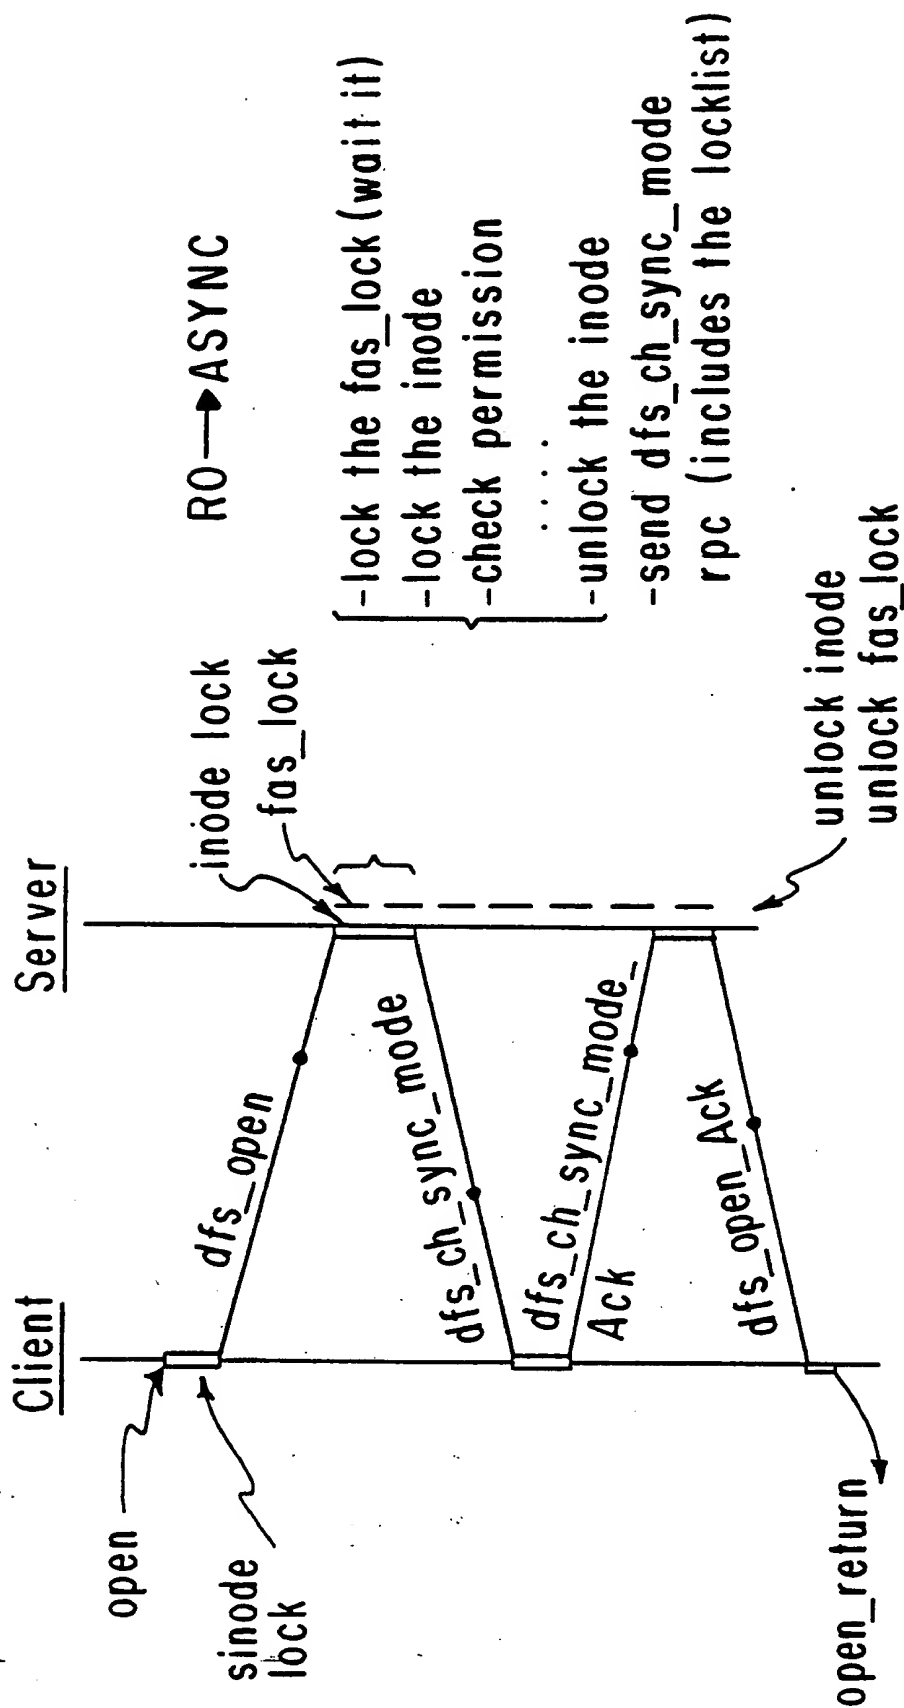 Client
Server
RO→ASYNC
open
sinode
lock
dfs_open
inode lock
fas_lock
-lock the fas_lock (wait it)
-lock the inode
-check permission
....
-unlock the inode
-send dfs_ch_sync_mode
rpc (includes the locklist)
dfs_ch_sync_mode
dfs_ch_sync_mode_
Ack
dfs_open_Ack
unlock inode
unlock fas_lock
open_return